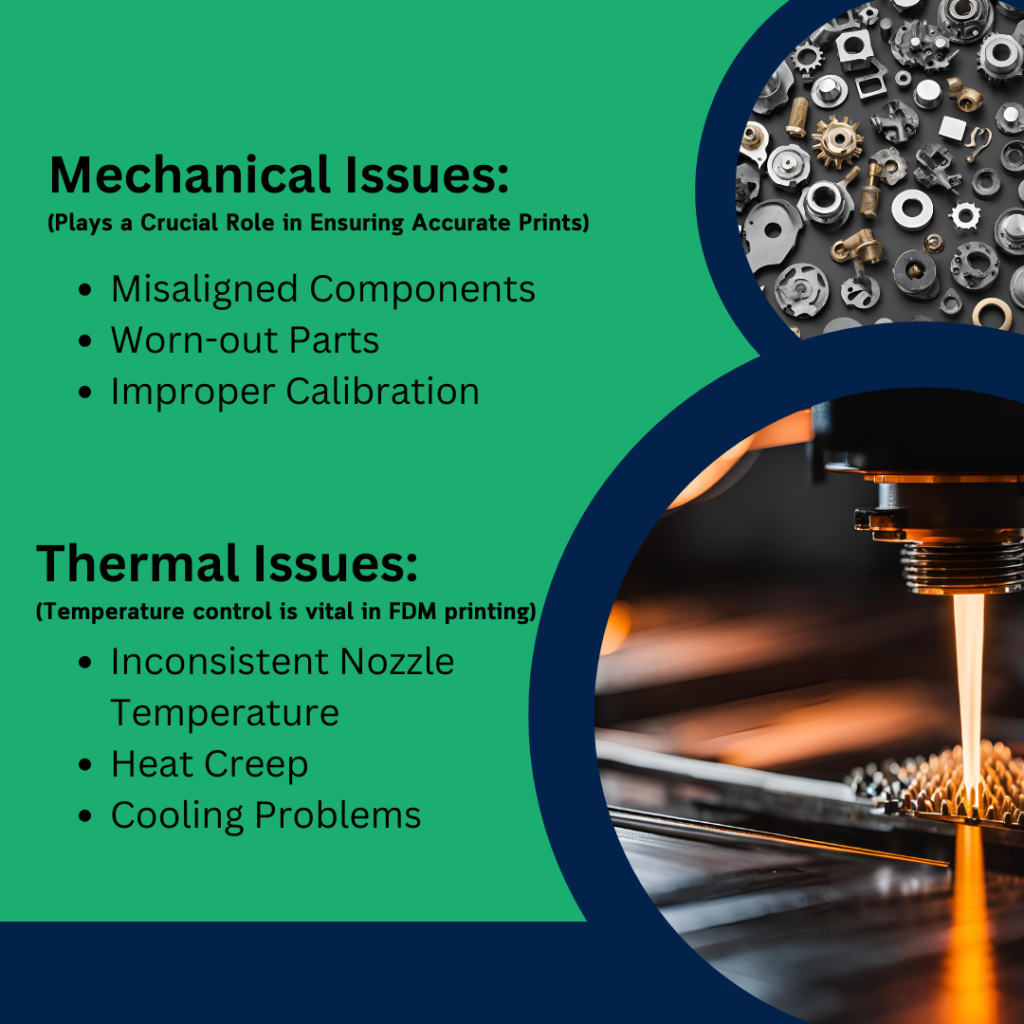 Mechanical Issues:
(Plays a Crucial Role in Ensuring Accurate Prints)
• Misaligned Components
• Worn-out Parts
• Improper Calibration
Thermal Issues:
(Temperature control is vital in FDM printing)
• Inconsistent Nozzle
Temperature
• Heat Creep
• Cooling Problems